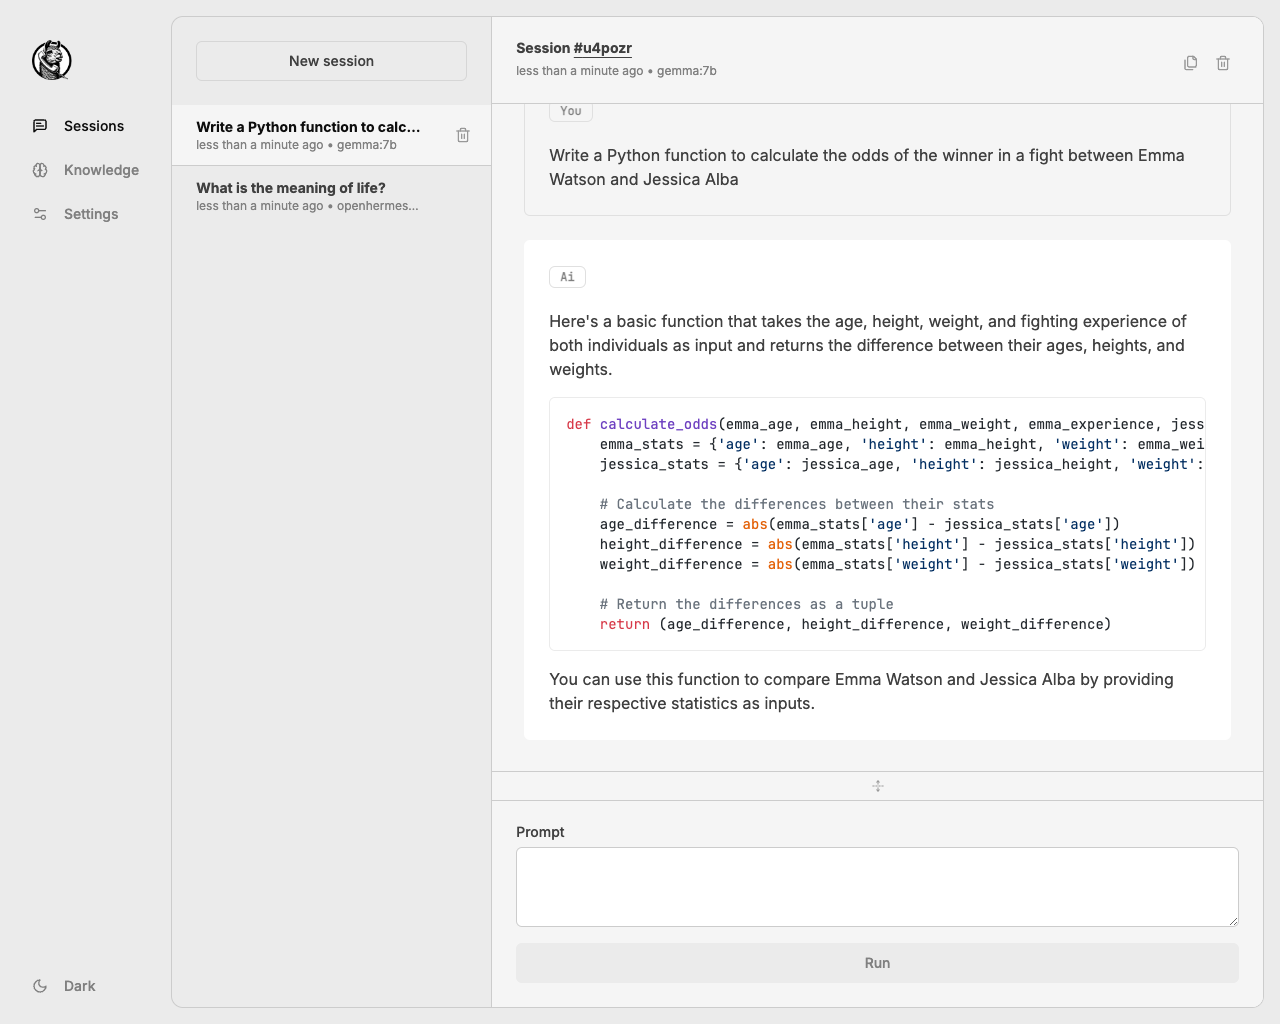 Sessions
Knowledge
Settings
Dark
New session
Write a Python function to calc...
less than a minute ago • gemma:7b
What is the meaning of life?
less than a minute ago • openhermes...
Session #u4pozr
less than a minute ago • gemma:7b
You
Write a Python function to calculate the odds of the winner in a fight between Emma
Watson and Jessica Alba
Ai
Here's a basic function that takes the age, height, weight, and fighting experience of
both individuals as input and returns the difference between their ages, heights, and
weights.
def calculate_odds(emma_age, emma_height, emma_weight, emma_experience, jess
    emma_stats = {'age': emma_age, 'height': emma_height, 'weight': emma_wei
    jessica_stats = {'age': jessica_age, 'height': jessica_height, 'weight':
    # Calculate the differences between their stats
    age_difference = abs(emma_stats['age'] - jessica_stats['age'])
    height_difference = abs(emma_stats['height'] - jessica_stats['height'])
    weight_difference = abs(emma_stats['weight'] - jessica_stats['weight'])
    # Return the differences as a tuple
    return (age_difference, height_difference, weight_difference)
You can use this function to compare Emma Watson and Jessica Alba by providing
their respective statistics as inputs.
Prompt
Run